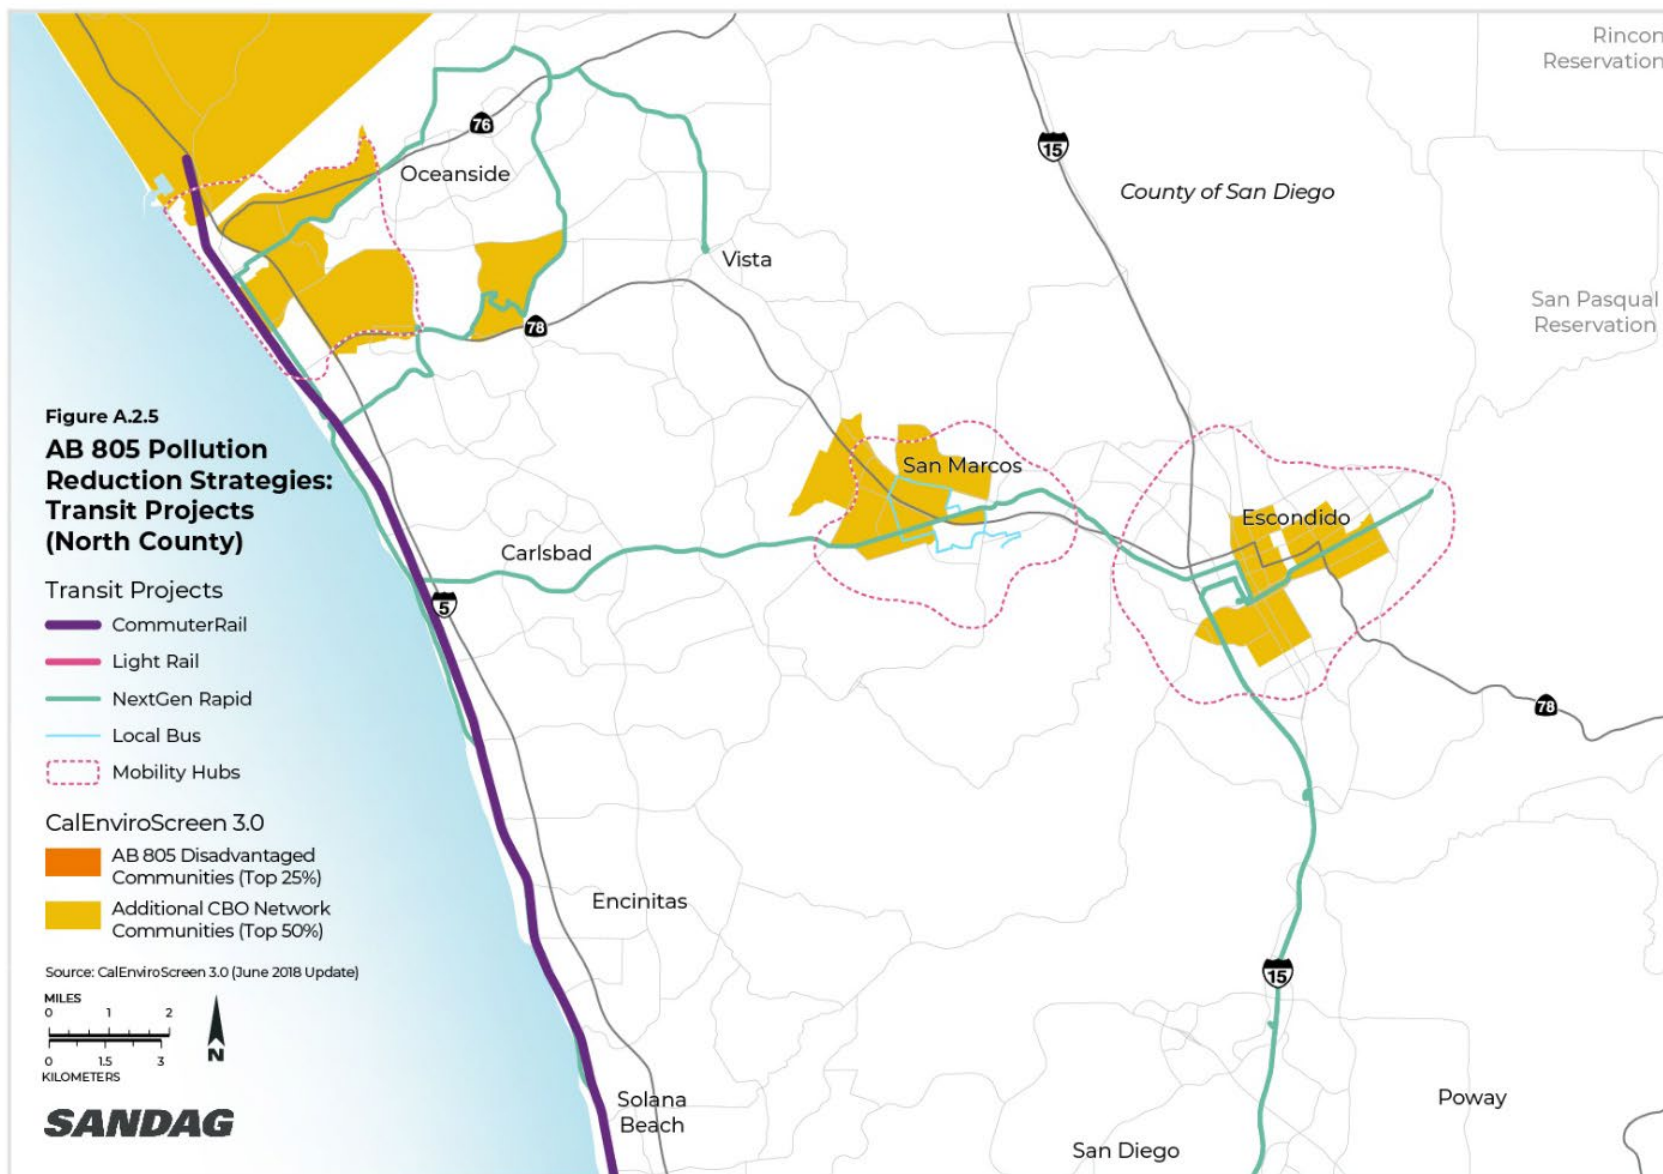 Rincon
Reservation
76
15
Oceanside
County of San Diego
Vista
San Pasqual
Reservation
78
Figure A.2.5
AB 805 Pollution
Reduction Strategies:
Transit Projects
(North County)
San Marcos
Escondido
Carlsbad
Transit Projects
5
CommuterRail
Light Rail
NextGen Rapid
78
Local Bus
Mobility Hubs
CalEnviroScreen 3.0
AB 805 Disadvantaged
Communities (Top 25%)
Encinitas
Additional CBO Network
Communities (Top 50%)
Source: CalEnviroScreen 3.0 (June 2018 Update)
15
MILES
0 1 2
N
0 1.5 3
KILOMETERS
Solana
Beach
Poway
SANDAG
San Diego